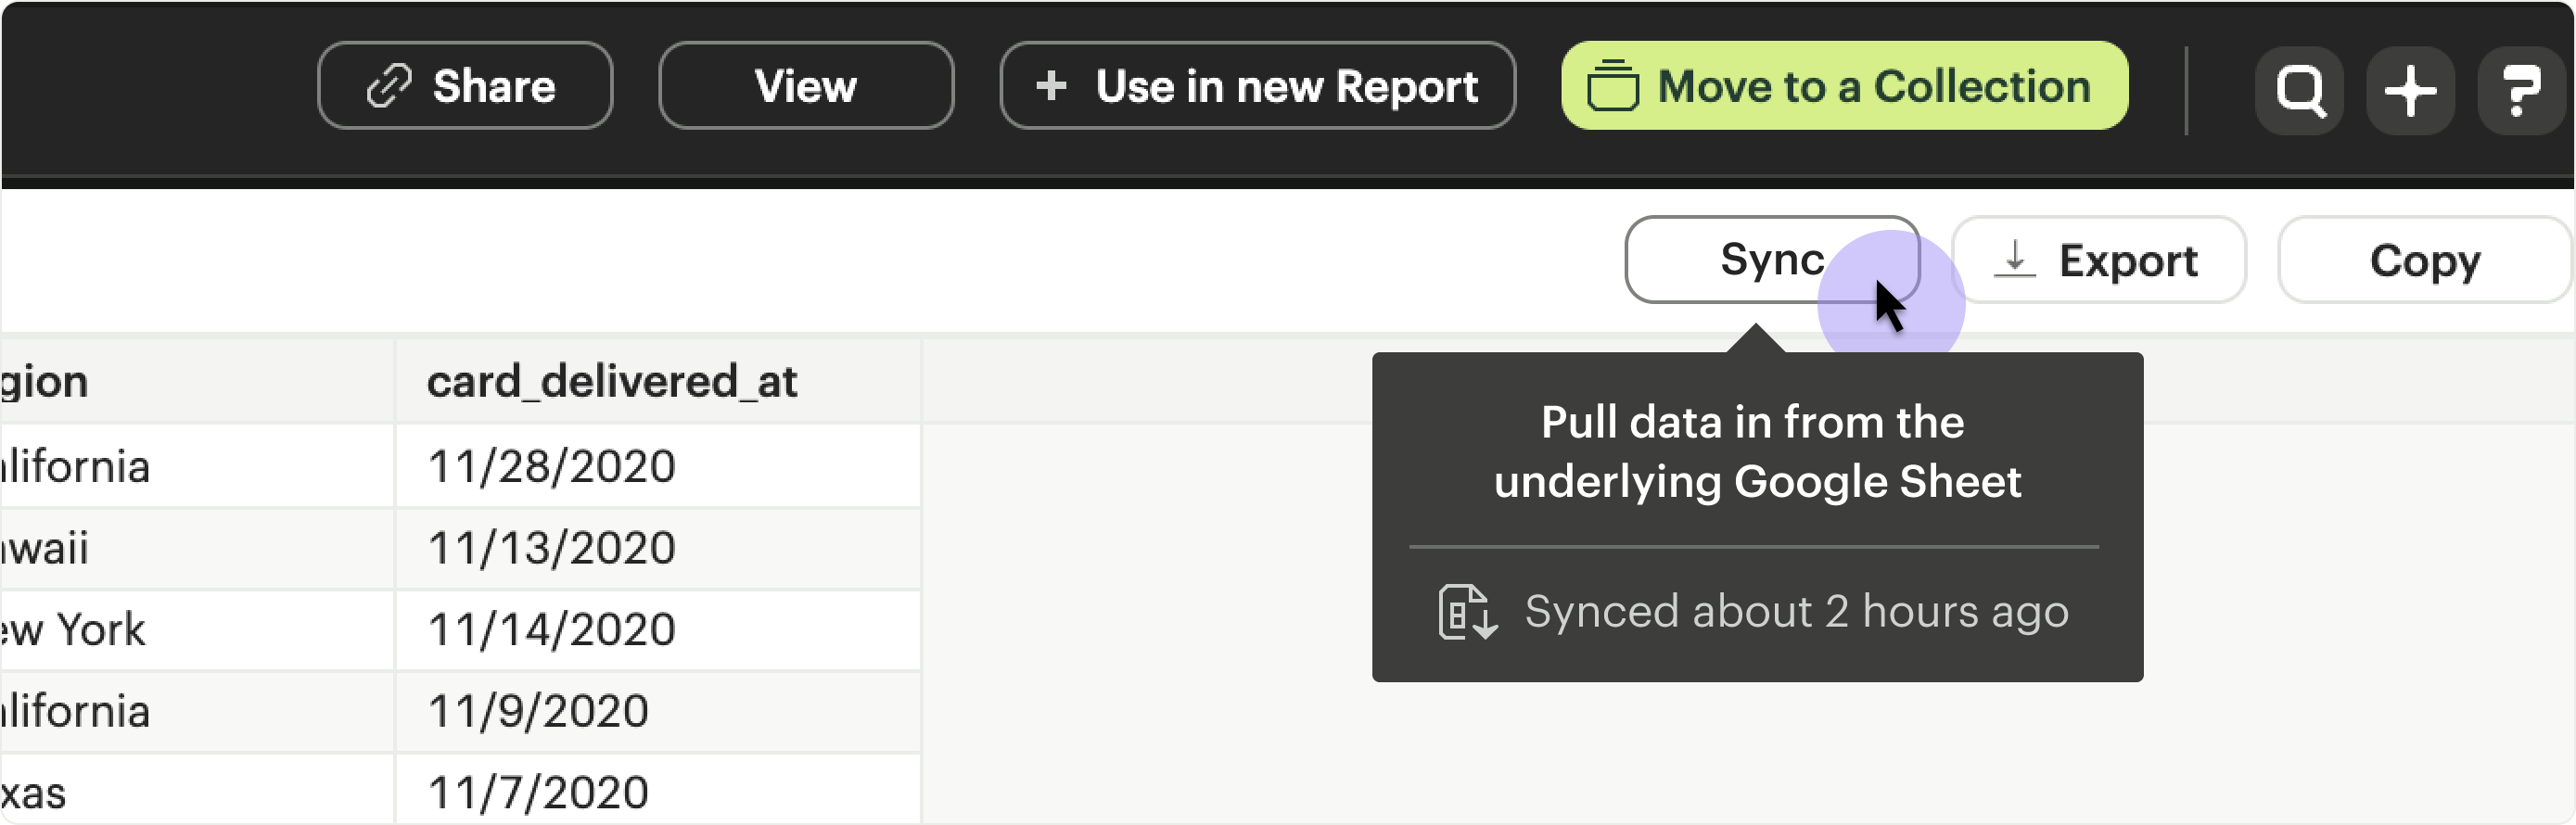 Share View + Use in new Report Move to a Collection ?
Sync Export Copy
gion card_delivered_at
Pull data in from the
underlying Google Sheet
Synced about 2 hours ago
lifornia 11/28/2020
waii 11/13/2020
ew York 11/14/2020
lifornia 11/9/2020
xas 11/7/2020